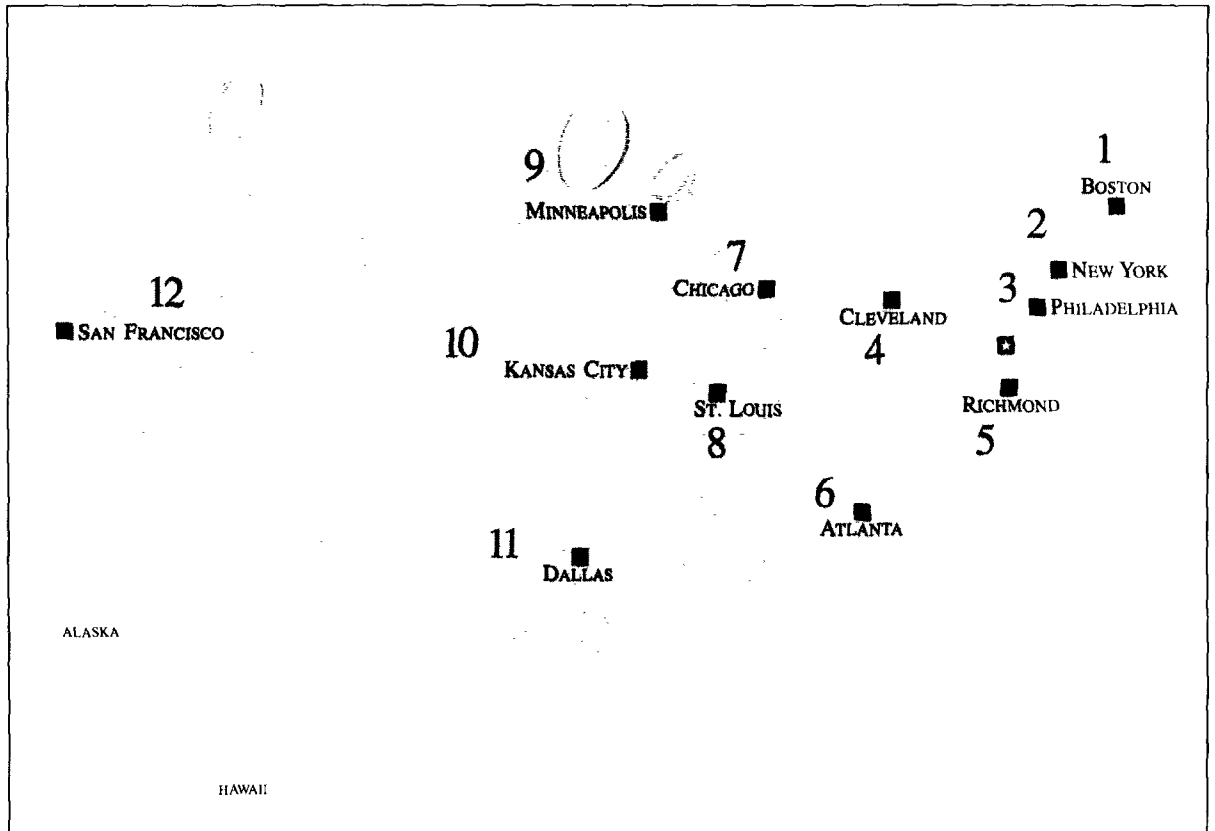 1
BOSTON
9
2
MINNEAPOLIS
7
NEW YORK
CHICAGO
12
3
CLEVELAND
PHILADELPHIA
SAN FRANCISCO
10
4
KANSAS CITY
ST. LOUIS
RICHMOND
8
5
6
ATLANTA
11
DALLAS
ALASKA
HAWAII